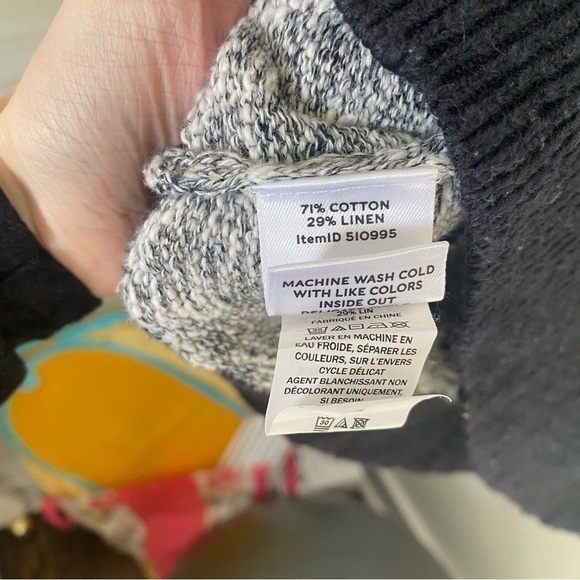 71% COTTON
29% LINEN
ItemID 510995
MACHINE WASH COLD
WITH LIKE COLORS
INSIDE OUT
29% LIN
FABRIQUÉ EN CHINE
30
LAVER EN MACHINE EN
EAU FROIDE, SÉPARER LES
COULEURS, SUR L'ENVERS
CYCLE DÉLICAT
AGENT BLANCHISSANT NON
DÉCOLORANT UNIQUEMENT,
SI BESOIN
30